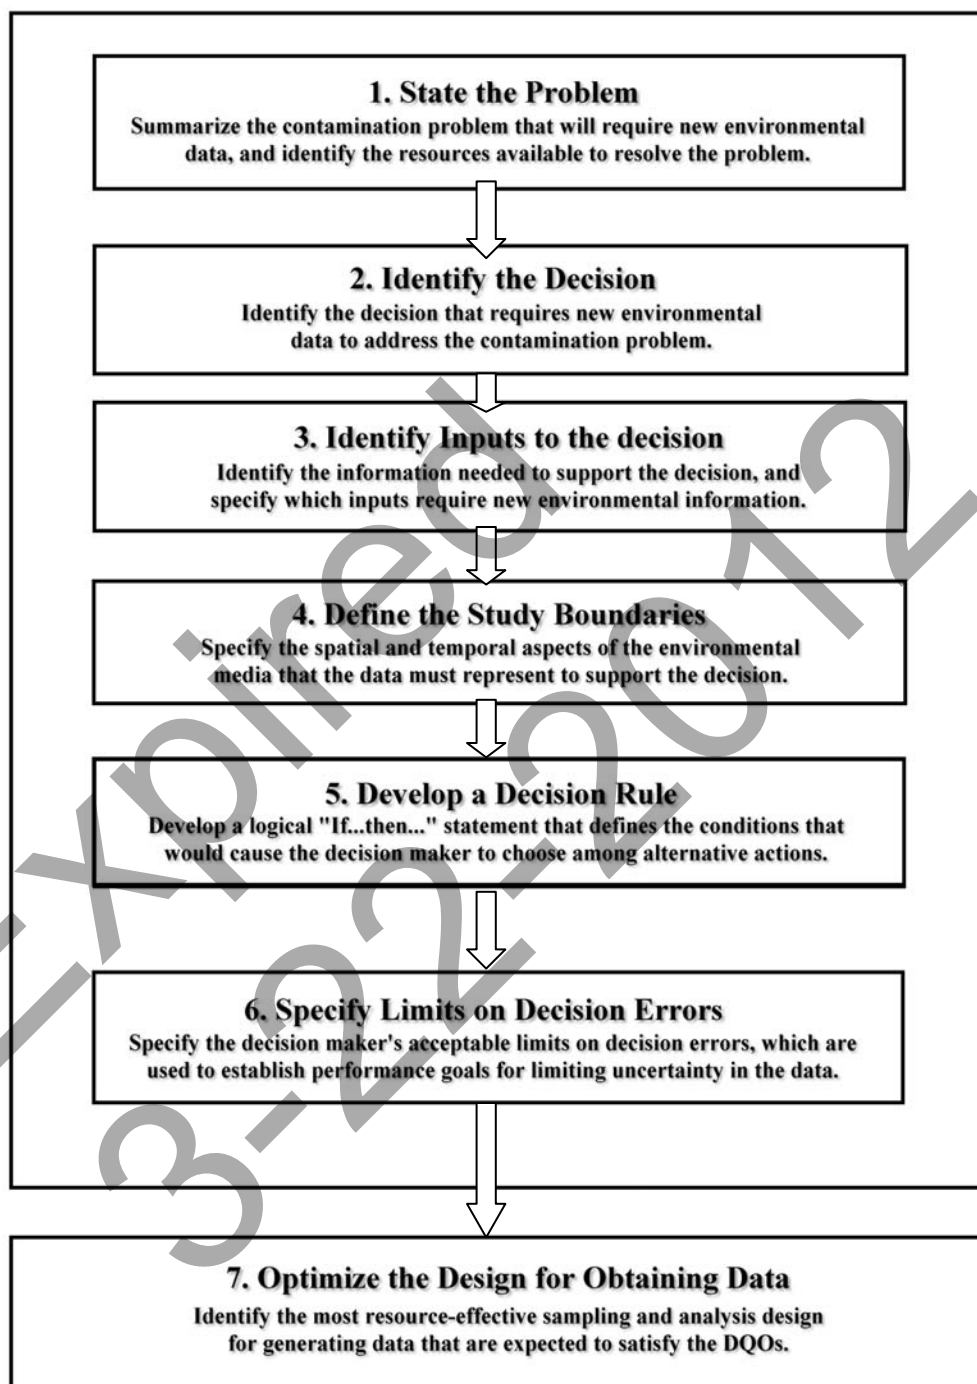 1. State the Problem
Summarize the contamination problem that will require new environmental
data, and identify the resources available to resolve the problem.
2. Identify the Decision
Identify the decision that requires new environmental
data to address the contamination problem.
3. Identify Inputs to the decision
Identify the information needed to support the decision, and
specify which inputs require new environmental information.
4. Define the Study Boundaries
Specify the spatial and temporal aspects of the environmental
media that the data must represent to support the decision.
5. Develop a Decision Rule
Develop a logical "If...then..." statement that defines the conditions that
would cause the decision maker to choose among alternative actions.
6. Specify Limits on Decision Errors
Specify the decision maker's acceptable limits on decision errors, which are
used to establish performance goals for limiting uncertainty in the data.
7. Optimize the Design for Obtaining Data
Identify the most resource-effective sampling and analysis design
for generating data that are expected to satisfy the DQOs.
Expired
3-22-2012